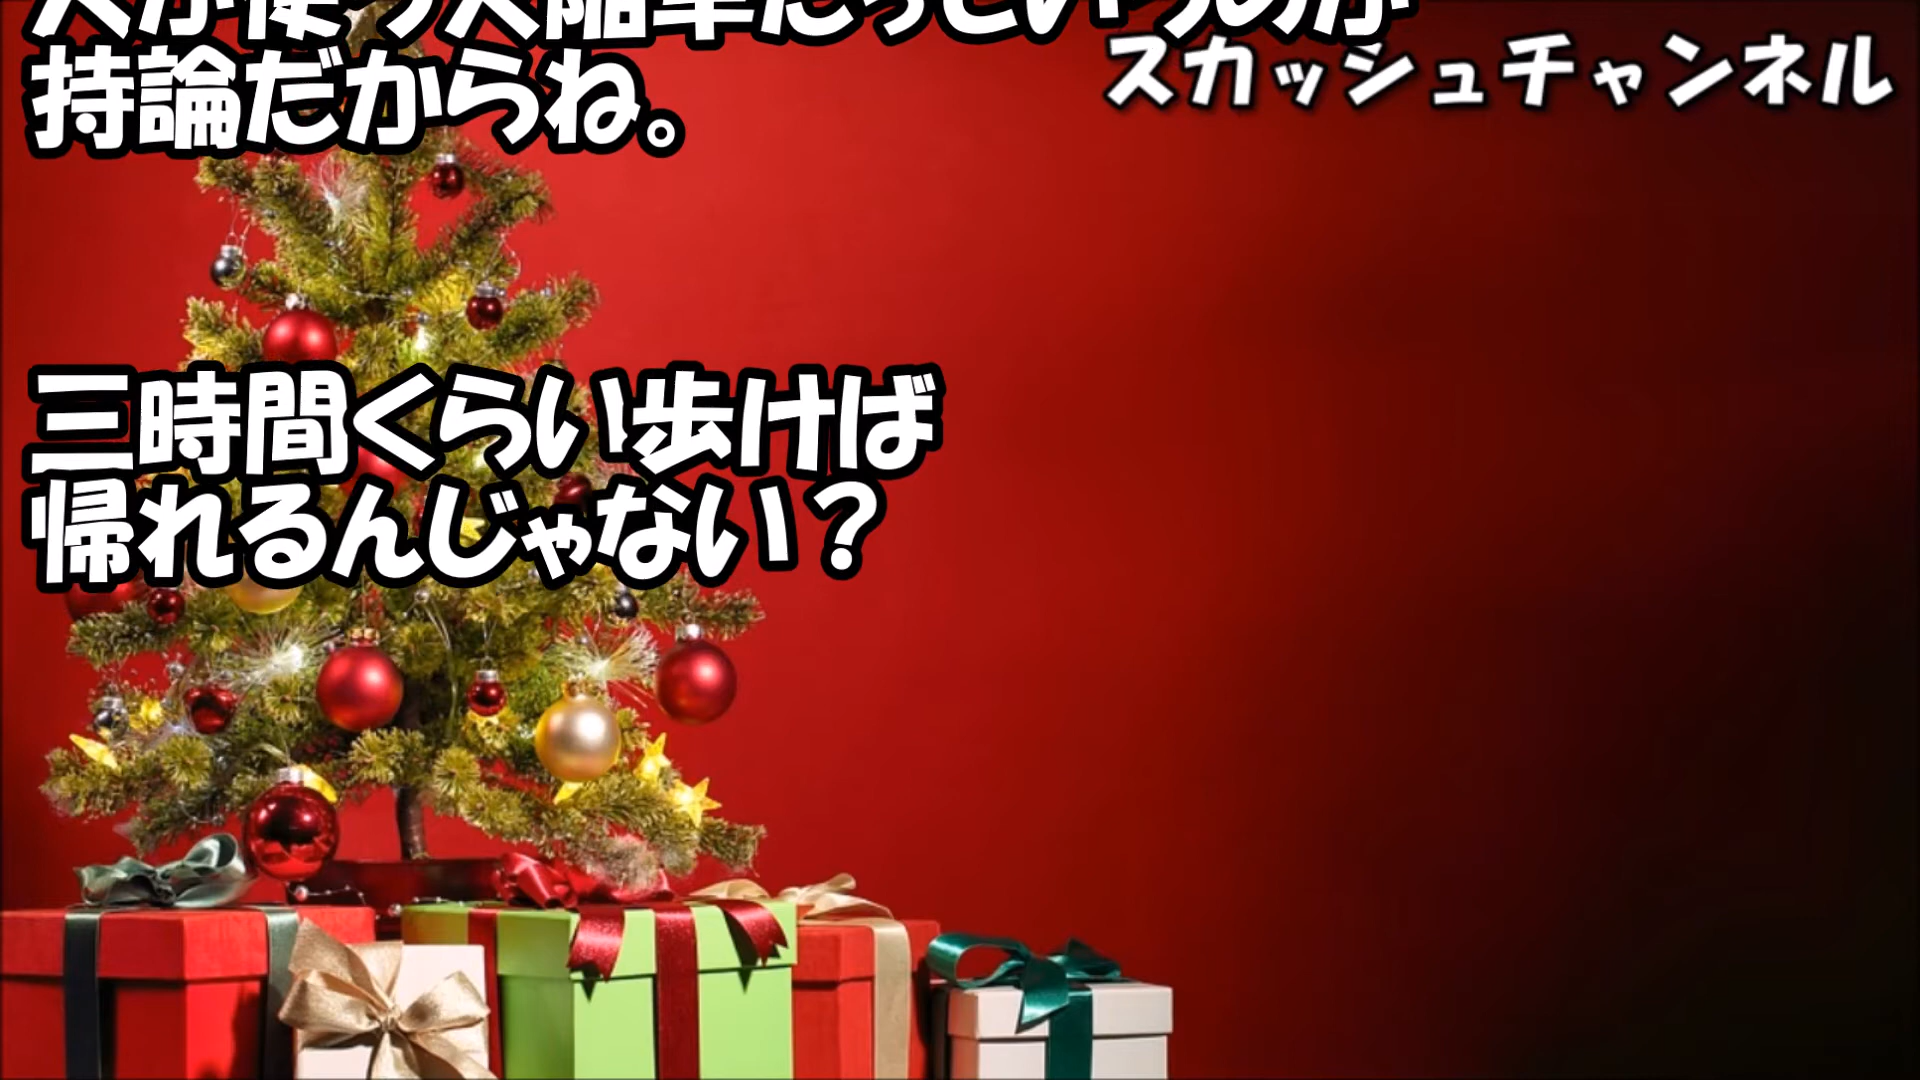 スカッシュチャンネル
持論だからね。
三時間くらい歩けば
帰れるんじゃない？